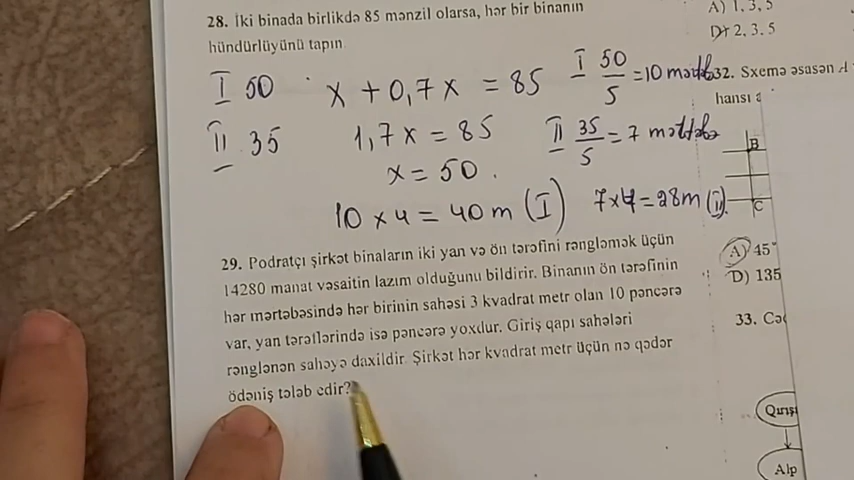 28. İki binada birlikdə 85 mənzil olarsa, hər bir binanın
hündürlüyünü tapın
I 50
x + 0,7x = 85
I 50/5 = 10 mərtəbə
II 35
1,7x = 85
II 35/5 = 7 mərtəbə
x = 50.
10 x 4 = 40 m (I)
7 x 4 = 28 m (II).
29. Podratçı şirkət binaların iki yan və ön tərəfini rəngləmək üçün
14280 manat vəsaitin lazım olduğunu bildirir. Binanın ön tərəfinin
hər mərtəbəsində hər birinin sahəsi 3 kvadrat metr olan 10 pəncərə
var, yan tərəflərində isə pəncərə yoxdur. Giriş qapı sahələri
rənglənən sahəyə daxildir. Şirkət hər kvadrat metr üçün nə qədər
ödəniş tələb edir?
A) 1, 3, 5
D) 2, 3, 5
32. Sxemə əsasən A
hansı
B
C
A) 45°
D) 135
33.
Qırışı
Alp